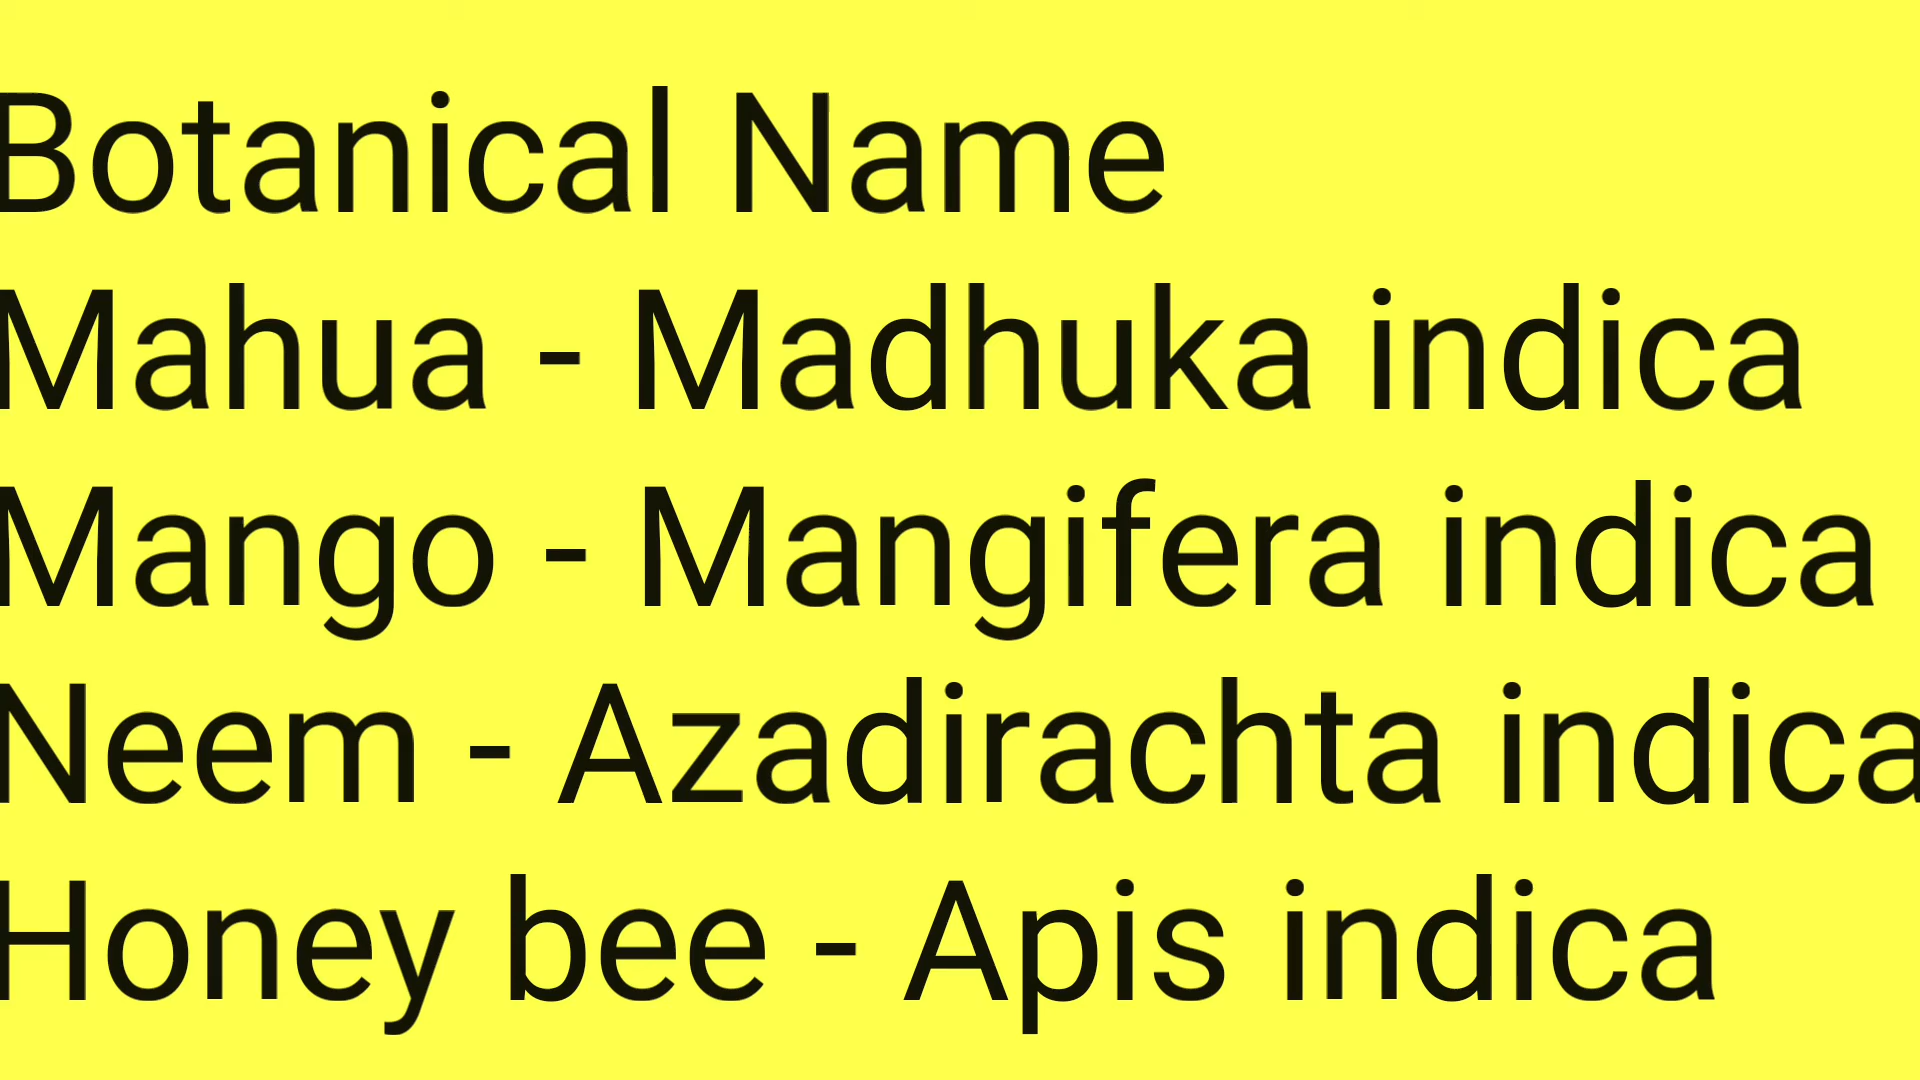 Botanical Name
Mahua - Madhuka indica
Mango - Mangifera indica
Neem - Azadirachta indica
Honey bee - Apis indica